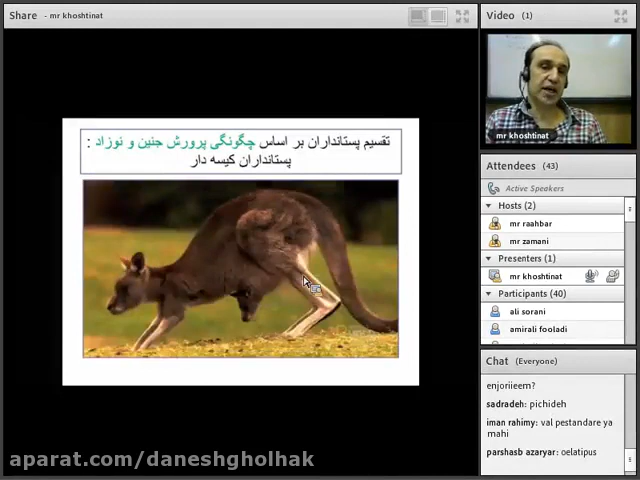 Share - mr khoshtinat
تقسیم پستانداران بر اساس چگونگی پرورش جنین و نوزاد :
پستانداران کیسه دار
Video (1)
mr khoshtinat
Attendees (43)
Active Speakers
Hosts (2)
mr raahbar
mr zamani
Presenters (1)
mr khoshtinat
Participants (40)
ali sorani
amirali fooladi
Chat (Everyone)
enjoriieem?
sadradeh: pichideh
iman rahimy: val pestandare ya
mahi
parshasb azaryar: oelatipus
aparat.com/daneshgholhak